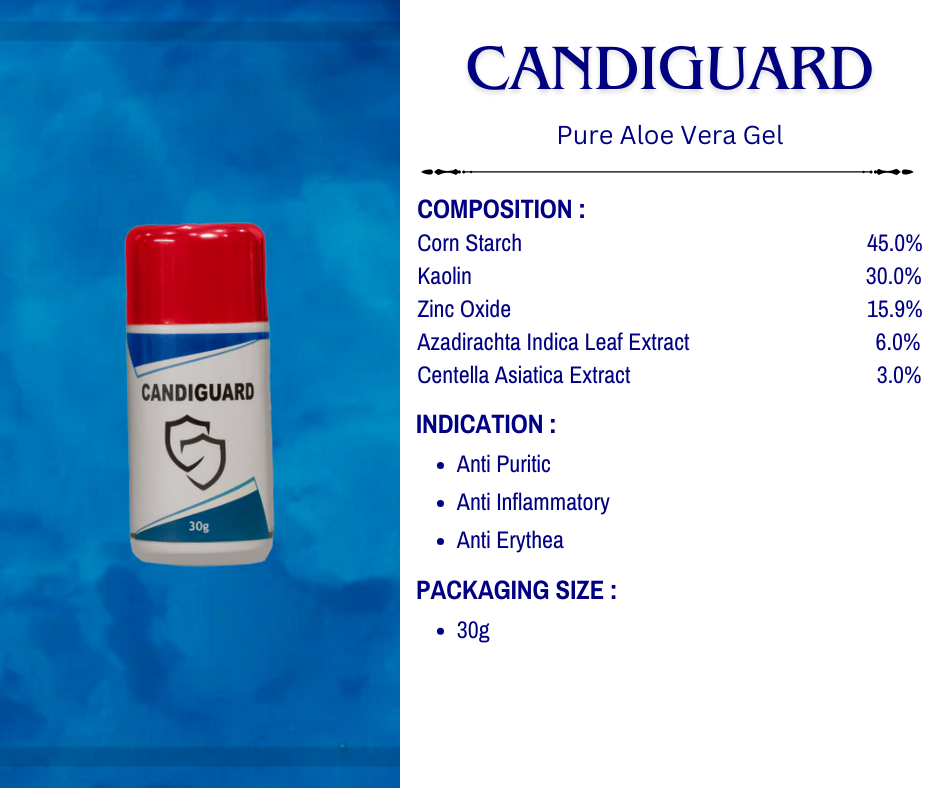 CANDIGUARD
Pure Aloe Vera Gel
COMPOSITION :
Corn Starch 45.0%
Kaolin 30.0%
Zinc Oxide 15.9%
Azadirachta Indica Leaf Extract 6.0%
Centella Asiatica Extract 3.0%
INDICATION :
• Anti Puritic
• Anti Inflammatory
• Anti Erythea
PACKAGING SIZE :
• 30g
CANDIGUARD
30g